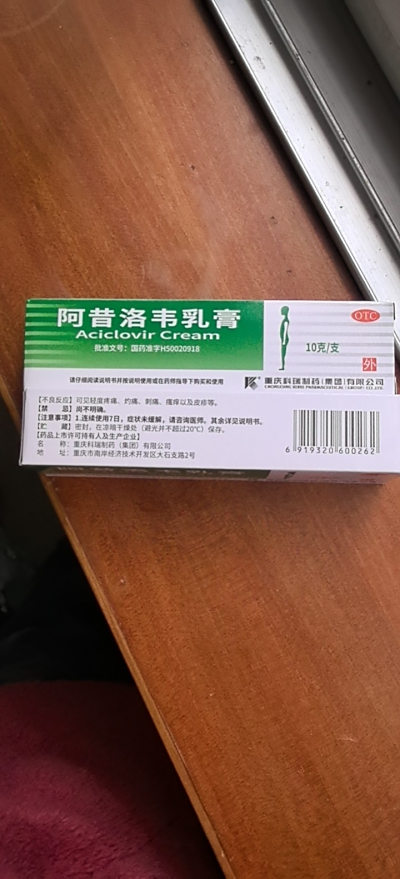 阿昔洛韦乳膏
Aciclovir Cream
批准文号：国药准字H50020918
OTC
10克/支
外
请仔细阅读说明书并按说明使用或在药师指导下购买和使用
重庆科瑞制药(集团)有限公司
【不良反应】可见轻度疼痛、灼痛、刺痛、瘙痒以及皮疹等。
【禁　　忌】尚不明确。
【注意事项】1.连续使用7日，症状未缓解，请咨询医师。其余详见说明书。
【贮　　藏】密封，在凉暗干燥处（避光并不超过20℃）保存。
【药品上市许可持有人及生产企业】
名　　称：重庆科瑞制药（集团）有限公司
地　　址：重庆市南岸经济技术开发区大石支路2号
6 919320 600262